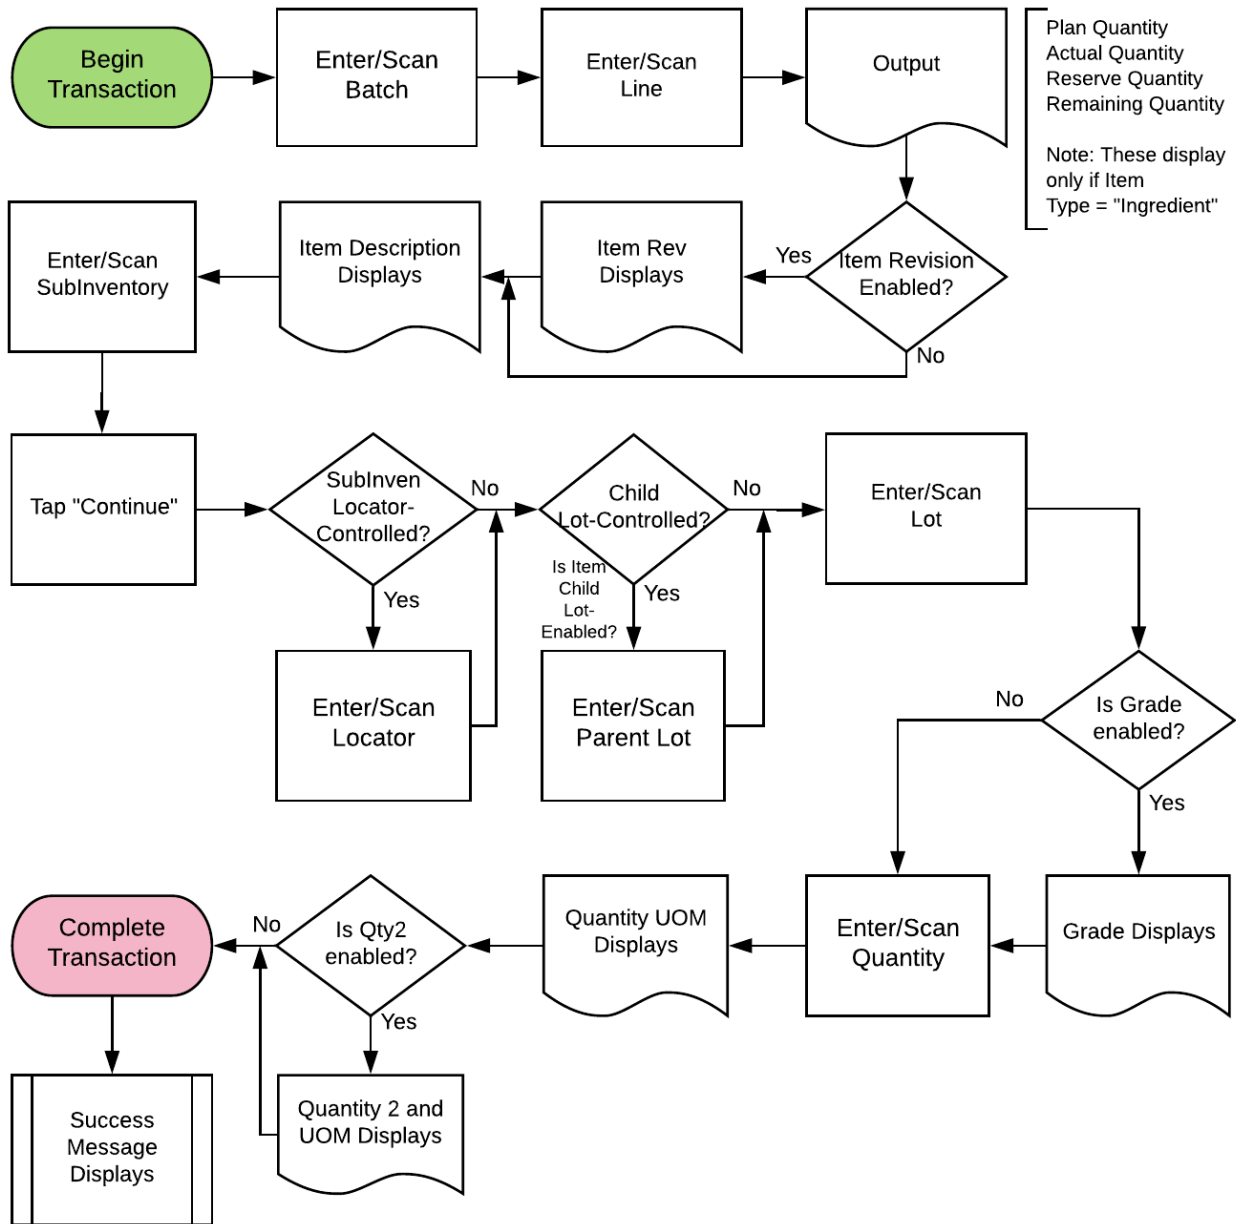 Begin
Transaction
Enter/Scan
Batch
Enter/Scan
Line
Output
Plan Quantity
Actual Quantity
Reserve Quantity
Remaining Quantity
Note: These display
only if Item
Type = "Ingredient"
Enter/Scan
SubInventory
Item Description
Displays
Item Rev
Displays
Yes
Item Revision
Enabled?
No
Tap "Continue"
SubInven
Locator-
Controlled?
No
Yes
Child
Lot-Controlled?
No
Is Item
Child
Lot-
Enabled?
Yes
Enter/Scan
Lot
Enter/Scan
Locator
Enter/Scan
Parent Lot
No
Is Grade
enabled?
Yes
Complete
Transaction
No
Is Qty2
enabled?
Yes
Quantity UOM
Displays
Enter/Scan
Quantity
Grade Displays
Success
Message
Displays
Quantity 2 and
UOM Displays